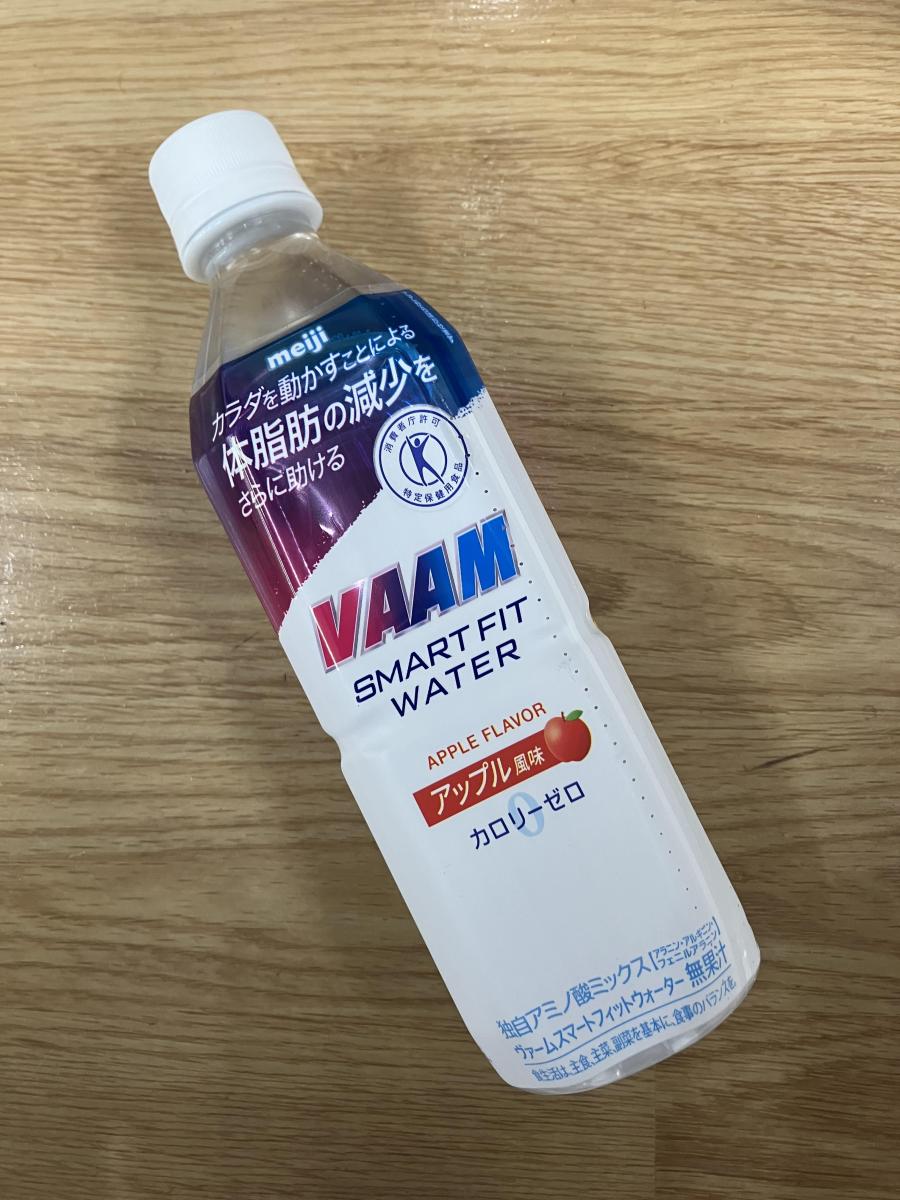 meiji
カラダを動かすことによる
体脂肪の減少を
さらに助ける
消費者庁許可
特定保健用食品
VAAM
SMART FIT
WATER
APPLE FLAVOR
アップル風味
0
カロリーゼロ
独自アミノ酸ミックス[アラニン・アルギニン・
フェニルアラニン]
ヴァームスマートフィットウォーター 無果汁
食生活は、主食、主菜、副菜を基本に、食事のバランスを